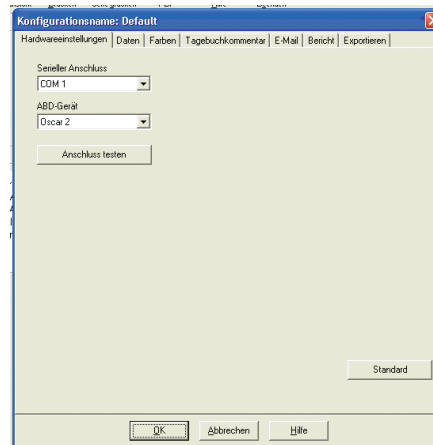 Konfigurationsname: Default
Hardwareeinstellungen Daten Farben Tagebuchkommentar E-Mail Bericht Exportieren
Serieller Anschluss
COM 1
ABD-Gerät
Oscar 2
Anschluss testen
Standard
OK Abbrechen Hilfe